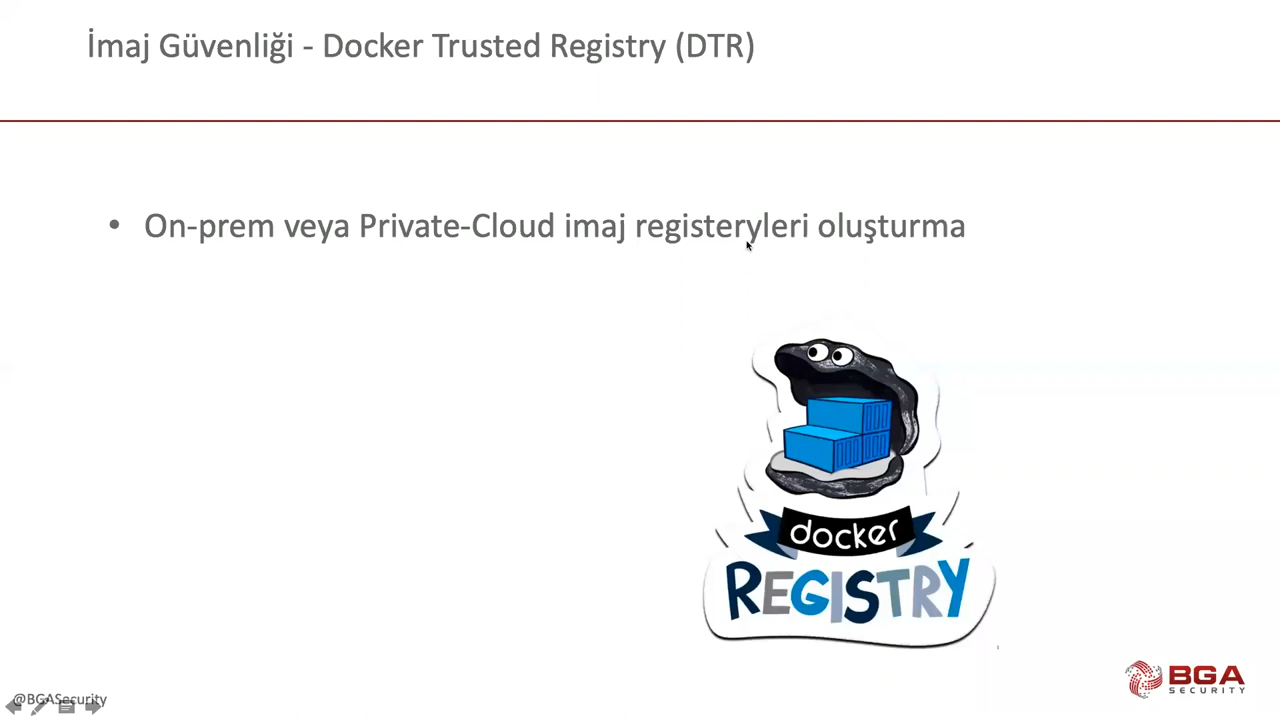 İmaj Güvenliği - Docker Trusted Registry (DTR)
• On-prem veya Private-Cloud imaj registeryleri oluşturma
docker
REGISTRY
BGA
SECURITY
@BGASecurity